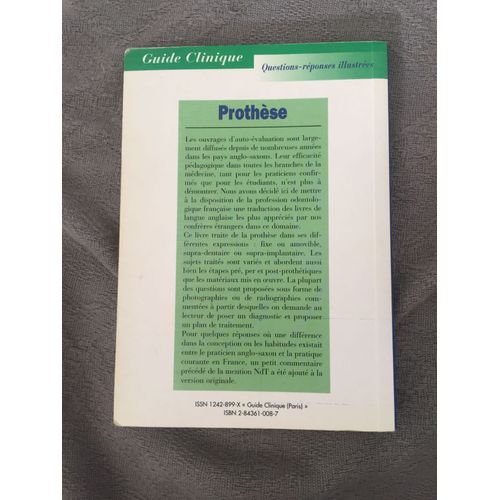 Guide Clinique
Questions-réponses illustrées
Prothèse
Les ouvrages d'auto-évaluation sont large-
ment diffusés depuis de nombreuses années
dans les pays anglo-saxons. Leur efficacité
pédagogique dans toutes les branches de la
médecine, tant pour les praticiens confir-
més que pour les étudiants, n'est plus à
démontrer. Nous avons décidé ici de mettre
à la disposition de la profession odontolo-
gique française une traduction des livres de
langue anglaise les plus appréciés par nos
confrères étrangers dans ce domaine.
Ce livre traite de la prothèse dans ses dif-
férentes expressions : fixe ou amovible,
supra-dentaire ou supra-implantaire. Les
sujets traités sont variés et abordent aussi
bien les étapes pré, per et post-prothétiques
que les matériaux mis en œuvre. La plupart
des questions sont proposées sous forme de
photographies ou de radiographies com-
mentées à partir desquelles on demande au
lecteur de poser un diagnostic et proposer
un plan de traitement.
Pour quelques réponses où une différence
dans la conception ou les habitudes existait
entre le praticien anglo-saxon et la pratique
courante en France, un petit commentaire
précédé de la mention NdT a été ajouté à la
version originale.
ISSN 1242-899-X « Guide Clinique (Paris) »
ISBN 2-84361-008-7